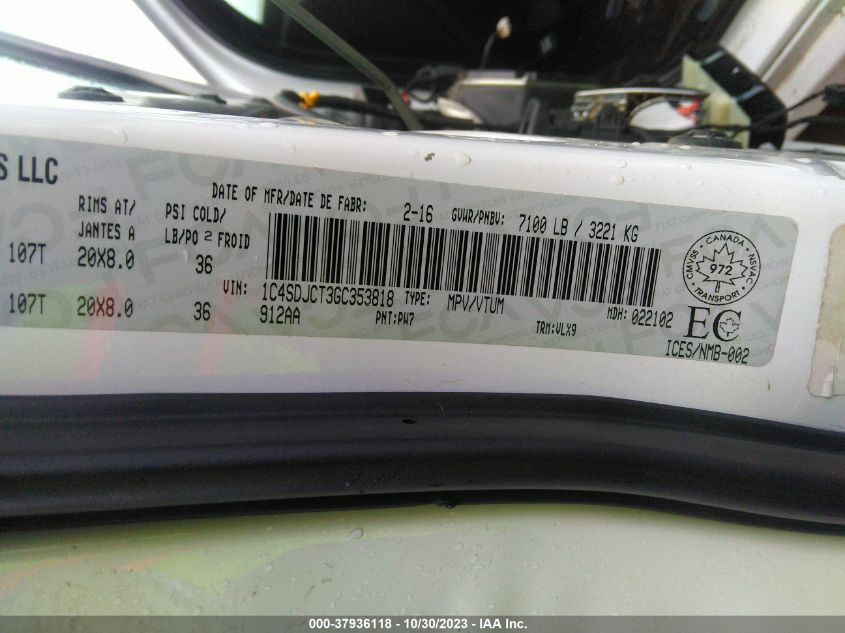 S LLC
DATE OF MFR/DATE DE FABR: 2-16 GVWR/PNBV: 7100 LB / 3221 KG
RIMS AT/ PSI COLD/
JANTES A LB/PO 2 FROID
107T 20X8.0 36
VIN: 1C4SDJCT3GC353818 TYPE: MPV/VTUM MDH: 022102
107T 20X8.0 36 912AA PNT:PW7 TRM:VLX9
CANADA
CMVSS 972 NSVAC
TRANSPORT
EC
ICES/NMB-002
000-37936118 - 10/30/2023 - IAA Inc.